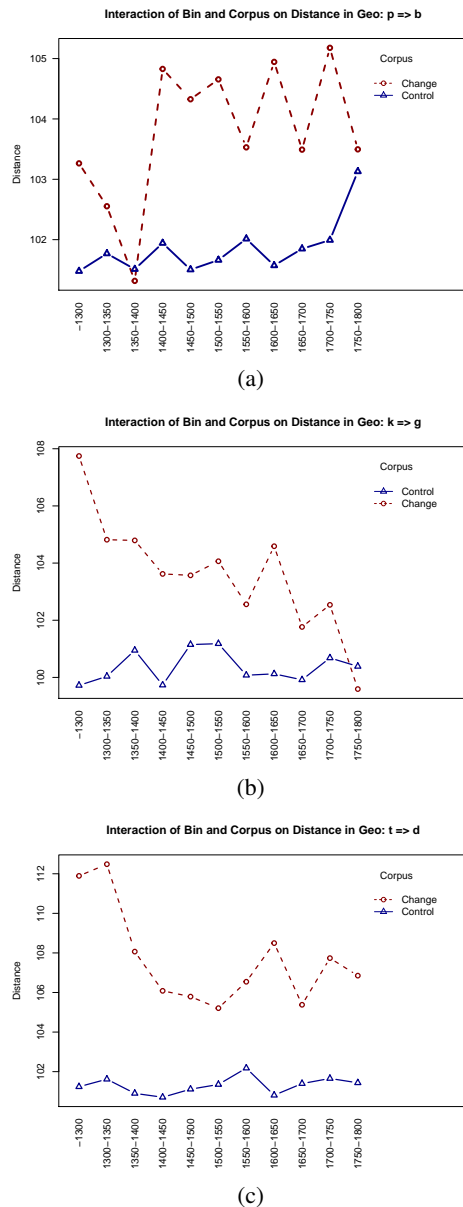 Interaction of Bin and Corpus on Distance in Geo: p => b
Distance
105
104
103
102
Corpus
Change
Control
−1300
1300−1350
1350−1400
1400−1450
1450−1500
1500−1550
1550−1600
1600−1650
1650−1700
1700−1750
1750−1800
(a)
Interaction of Bin and Corpus on Distance in Geo: k => g
Distance
108
106
104
102
100
Corpus
Control
Change
−1300
1300−1350
1350−1400
1400−1450
1450−1500
1500−1550
1550−1600
1600−1650
1650−1700
1700−1750
1750−1800
(b)
Interaction of Bin and Corpus on Distance in Geo: t => d
Distance
112
110
108
106
104
102
Corpus
Change
Control
−1300
1300−1350
1350−1400
1400−1450
1450−1500
1500−1550
1550−1600
1600−1650
1650−1700
1700−1750
1750−1800
(c)